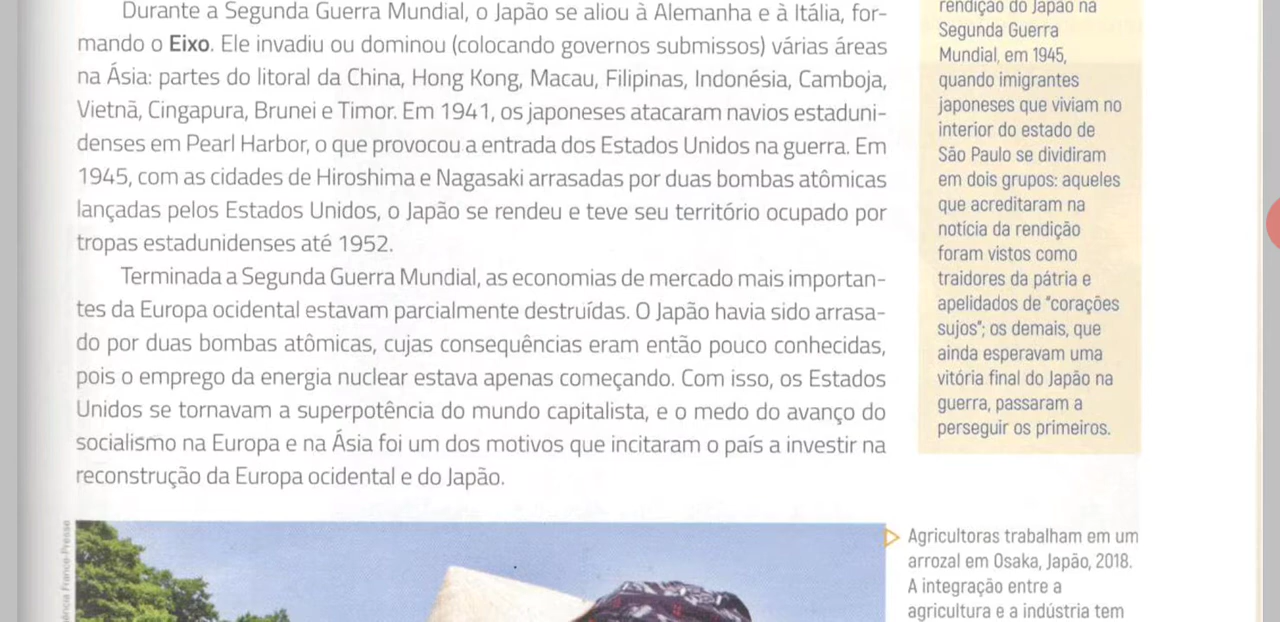 Durante a Segunda Guerra Mundial, o Japão se aliou à Alemanha e à Itália, for-
mando o Eixo. Ele invadiu ou dominou (colocando governos submissos) várias áreas
na Ásia: partes do litoral da China, Hong Kong, Macau, Filipinas, Indonésia, Camboja,
Vietnã, Cingapura, Brunei e Timor. Em 1941, os japoneses atacaram navios estaduni-
denses em Pearl Harbor, o que provocou a entrada dos Estados Unidos na guerra. Em
1945, com as cidades de Hiroshima e Nagasaki arrasadas por duas bombas atômicas
lançadas pelos Estados Unidos, o Japão se rendeu e teve seu território ocupado por
tropas estadunidenses até 1952.
Terminada a Segunda Guerra Mundial, as economias de mercado mais importan-
tes da Europa ocidental estavam parcialmente destruídas. O Japão havia sido arrasa-
do por duas bombas atômicas, cujas consequências eram então pouco conhecidas,
pois o emprego da energia nuclear estava apenas começando. Com isso, os Estados
Unidos se tornavam a superpotência do mundo capitalista, e o medo do avanço do
socialismo na Europa e na Ásia foi um dos motivos que incitaram o país a investir na
reconstrução da Europa ocidental e do Japão.
rendição do Japão na
Segunda Guerra
Mundial, em 1945,
quando imigrantes
japoneses que viviam no
interior do estado de
São Paulo se dividiram
em dois grupos: aqueles
que acreditaram na
notícia da rendição
foram vistos como
traidores da pátria e
apelidados de "corações
sujos"; os demais, que
ainda esperavam uma
vitória final do Japão na
guerra, passaram a
perseguir os primeiros.
Franco-Presse
Agricultoras trabalham em um
arrozal em Osaka, Japão, 2018.
A integração entre a
agricultura e a indústria tem